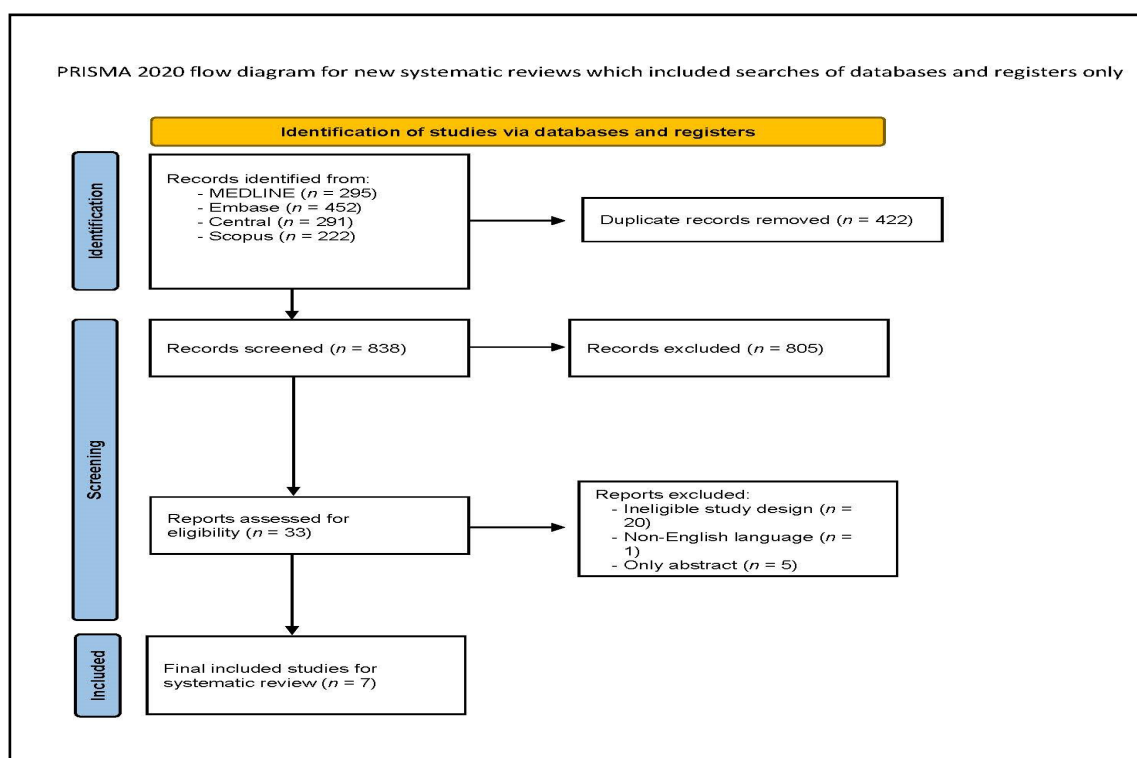 PRISMA 2020 flow diagram for new systematic reviews which included searches of databases and registers only
Identification of studies via databases and registers
Identification
Records identified from:
- MEDLINE (n = 295)
- Embase (n = 452)
- Central (n = 291)
- Scopus (n = 222)
Duplicate records removed (n = 422)
Screening
Records screened (n = 838)
Records excluded (n = 805)
Reports assessed for
eligibility (n = 33)
Reports excluded:
- Ineligible study design (n =
20)
- Non-English language (n =
1)
- Only abstract (n = 5)
Included
Final included studies for
systematic review (n = 7)